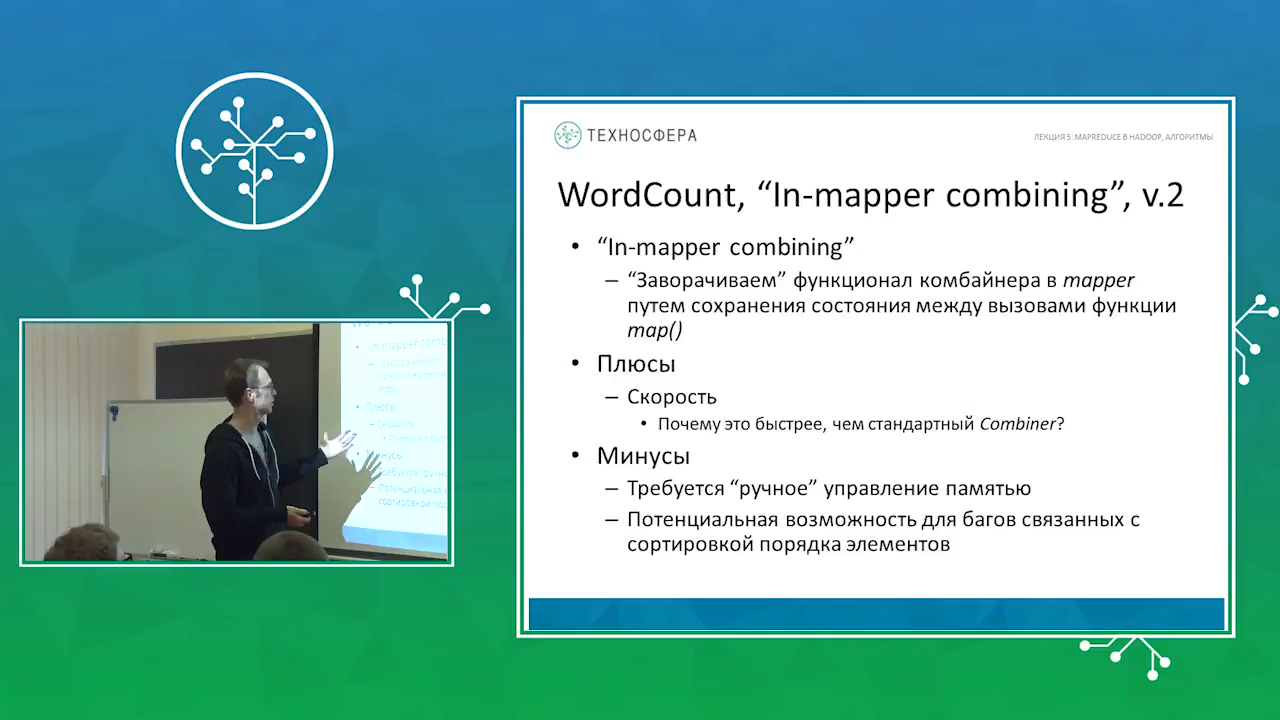 ТЕХНОСФЕРА
ЛЕКЦИЯ 5: MAPREDUCE В HADOOP, АЛГОРИТМЫ
WordCount, “In-mapper combining”, v.2
• “In-mapper combining”
– “Заворачиваем” функционал комбайнера в mapper
путем сохранения состояния между вызовами функции
map()
• Плюсы
– Скорость
• Почему это быстрее, чем стандартный Combiner?
• Минусы
– Требуется “ручное” управление памятью
– Потенциальная возможность для багов связанных с
сортировкой порядка элементов